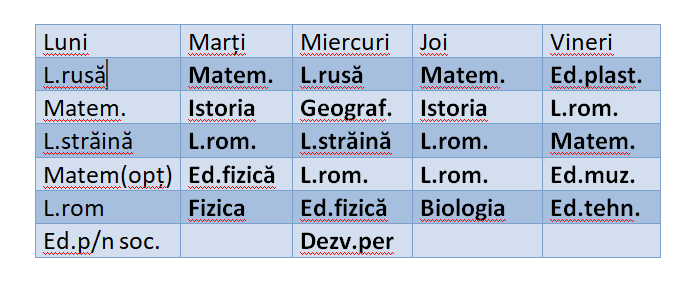 Luni Marți Miercuri Joi Vineri
L.rusă Matem. L.rusă Matem. Ed.plast.
Matem. Istoria Geograf. Istoria L.rom.
L.străină L.rom. L.străină L.rom. Matem.
Matem(opț) Ed.fizică L.rom. L.rom. Ed.muz.
L.rom Fizica Ed.fizică Biologia Ed.tehn.
Ed.p/n soc. Dezv.per